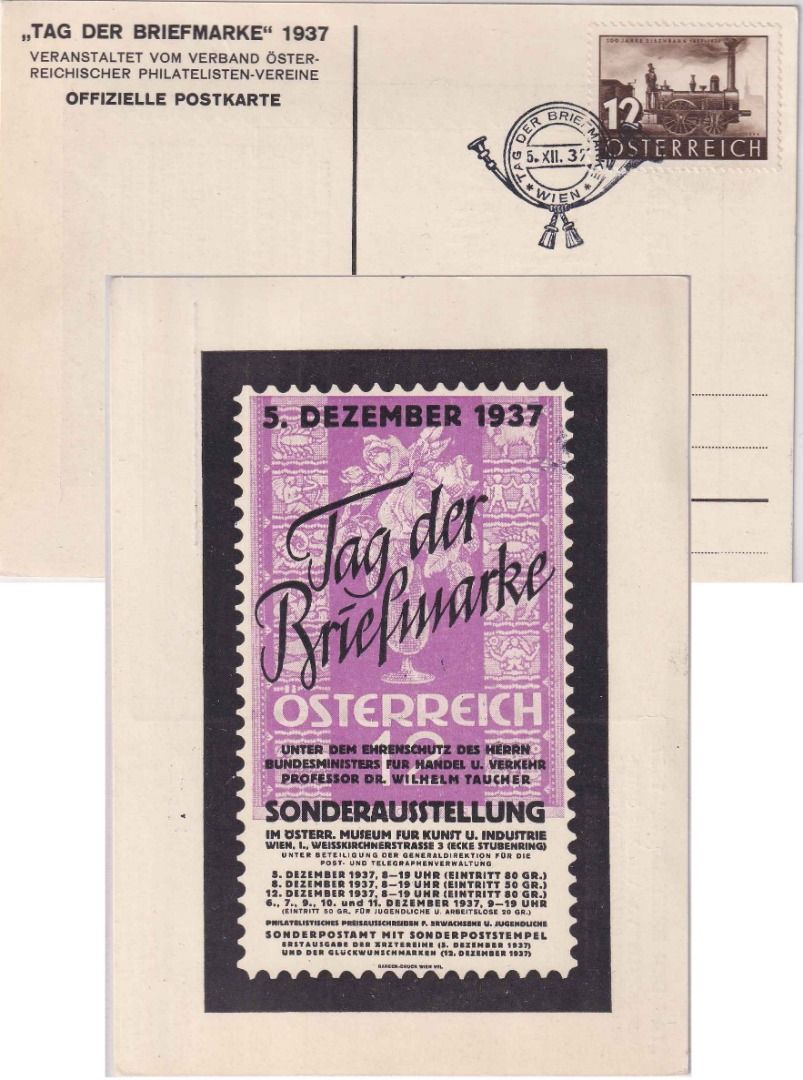 „TAG DER BRIEFMARKE“ 1937
VERANSTALTET VOM VERBAND ÖSTER-
REICHISCHER PHILATELISTEN-VEREINE
OFFIZIELLE POSTKARTE
100 JAHRE EISENBAHN 1837-1937
12
ÖSTERREICH
TAG DER BRIEFMARKE
5. XII. 37
* WIEN *
5. DEZEMBER 1937
Tag der
Briefmarke
ÖSTERREICH
12
UNTER DEM EHRENSCHUTZ DES HERRN
BUNDESMINISTERS FUR HANDEL U. VERKEHR
PROFESSOR DR. WILHELM TAUCHER
SONDERAUSSTELLUNG
IM ÖSTERR. MUSEUM FUR KUNST U. INDUSTRIE
WIEN, I., WEISSKIRCHNERSTRASSE 3 (ECKE STUBENRING)
UNTER BETEILIGUNG DER GENERALDIREKTION FÜR DIE
POST- UND TELEGRAPHENVERWALTUNG
5. DEZEMBER 1937, 8—19 UHR (EINTRITT 80 GR.)
8. DEZEMBER 1937, 8—19 UHR (EINTRITT 50 GR.)
12. DEZEMBER 1937, 8—19 UHR (EINTRITT 50 GR.)
6., 7., 9., 10. und 11. DEZEMBER 1937, 9—19 UHR
(EINTRITT 50 GR. FÜR JUGENDLICHE U. ARBEITSLOSE 20 GR.)
PHILATELISTISCHES PREISAUSSCHREIBEN F. ERWACHSENE U. JUGENDLICHE
SONDERPOSTAMT MIT SONDERPOSTSTEMPEL
ERSTAUSGABE DER ÄRZTEREIHE (5. DEZEMBER 1937)
UND DER GLÜCKWUNSCHMARKEN (12. DEZEMBER 1937)